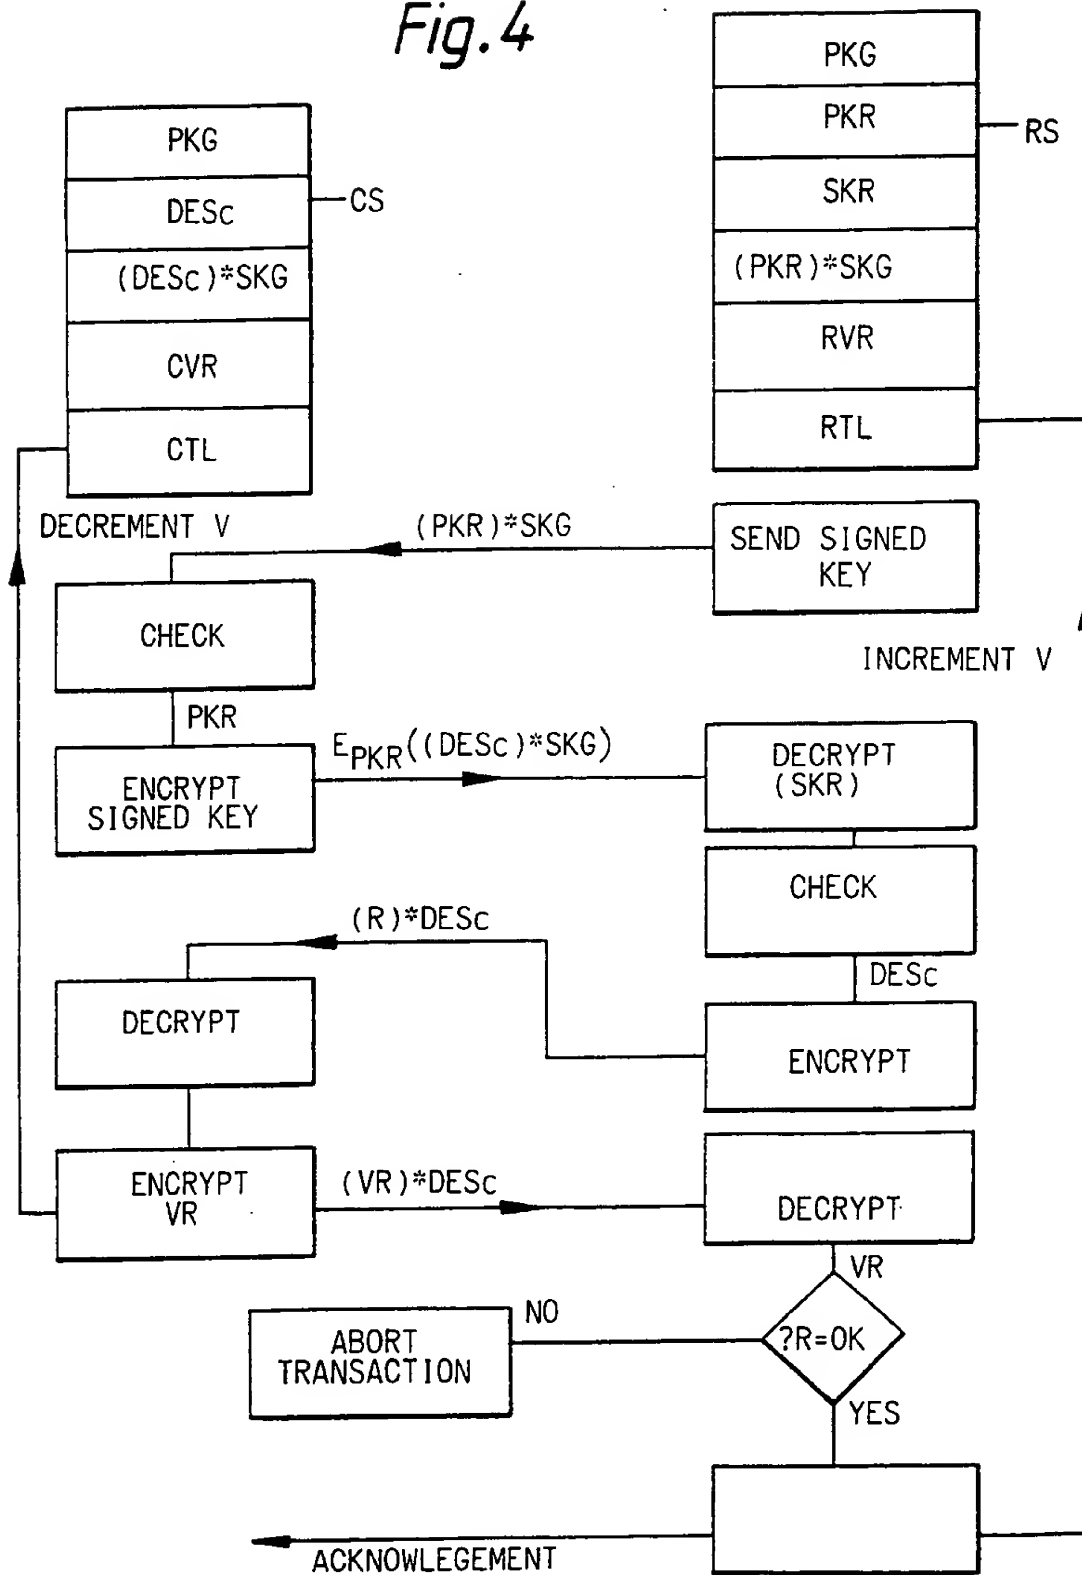 Fig. 4
PKG
DESc
CS
(DESc)*SKG
CVR
CTL
PKG
PKR
RS
SKR
(PKR)*SKG
RVR
RTL
DECREMENT V
(PKR)*SKG
SEND SIGNED
KEY
CHECK
INCREMENT V
PKR
ENCRYPT
SIGNED KEY
EPKR((DESc)*SKG)
DECRYPT
(SKR)
CHECK
DESc
(R)*DESc
ENCRYPT
DECRYPT
ENCRYPT
VR
(VR)*DESc
DECRYPT
VR
?R=OK
NO
ABORT
TRANSACTION
YES
ACKNOWLEGEMENT